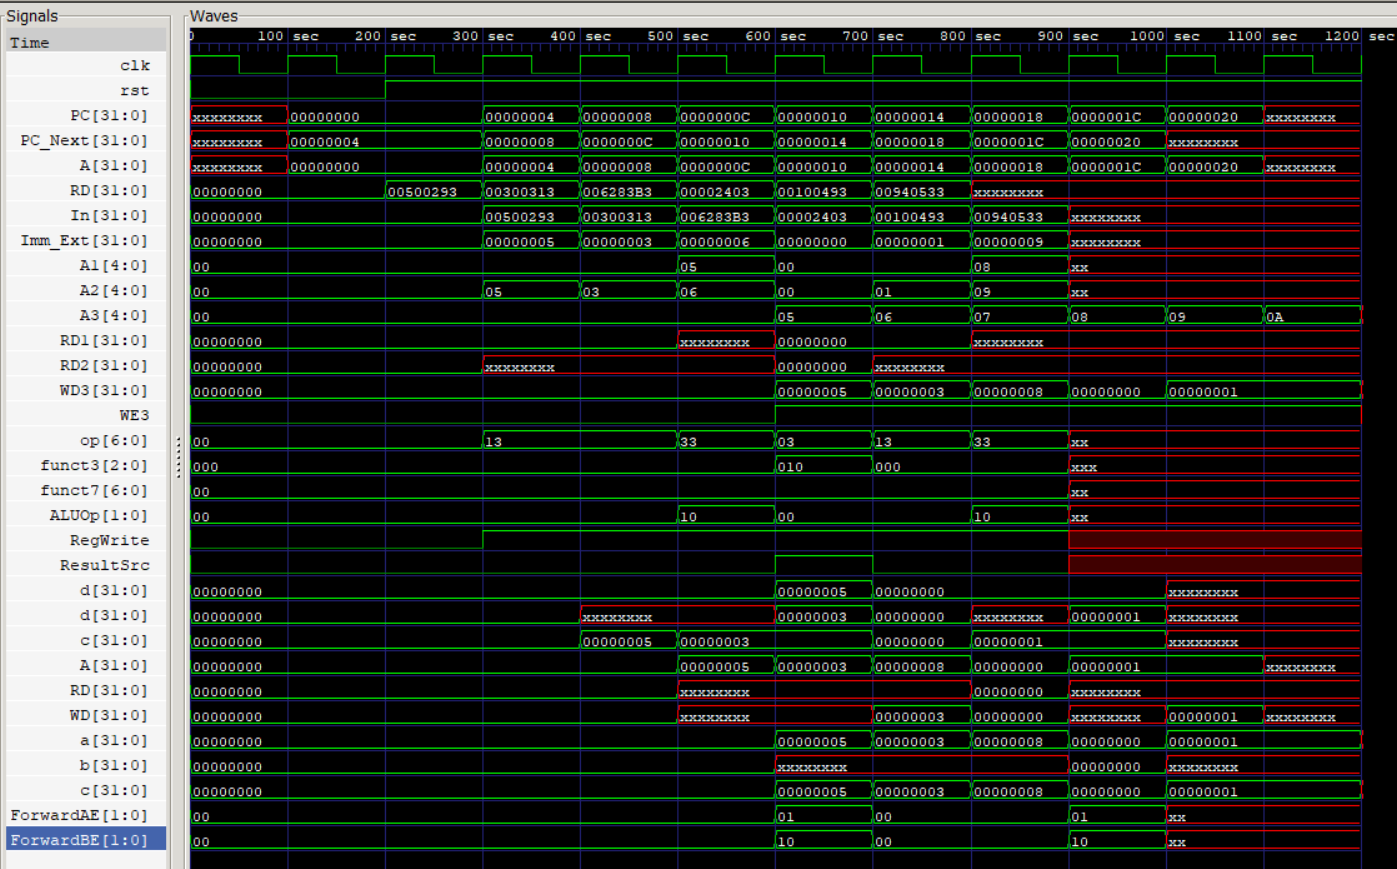 Signals Waves
Time 100 sec 200 sec 300 sec 400 sec 500 sec 600 sec 700 sec 800 sec 900 sec 1000 sec 1100 sec 1200 sec
clk
rst
PC[31:0] xxxxxxxx 00000000 00000004 00000008 0000000C 00000010 00000014 00000018 0000001C 00000020 xxxxxxxx
PC_Next[31:0] xxxxxxxx 00000004 00000008 0000000C 00000010 00000014 00000018 0000001C 00000020 xxxxxxxx
A[31:0] xxxxxxxx 00000000 00000004 00000008 0000000C 00000010 00000014 00000018 0000001C 00000020 xxxxxxxx
RD[31:0] 00000000 00500293 00300313 006283B3 00002403 00100493 00940533 xxxxxxxx
In[31:0] 00000000 00500293 00300313 006283B3 00002403 00100493 00940533 xxxxxxxx
Imm_Ext[31:0] 00000000 00000005 00000003 00000006 00000000 00000001 00000009 xxxxxxxx
A1[4:0] 00 05 00 08 xx
A2[4:0] 00 05 03 06 00 01 09 xx
A3[4:0] 00 05 06 07 08 09 0A
RD1[31:0] 00000000 xxxxxxxx 00000000 xxxxxxxx
RD2[31:0] 00000000 xxxxxxxx 00000000 xxxxxxxx
WD3[31:0] 00000000 00000005 00000003 00000008 00000000 00000001
WE3
op[6:0] 00 13 33 03 13 33 xx
funct3[2:0] 000 010 000 xxx
funct7[6:0] 00 xx
ALUOp[1:0] 00 10 00 10 xx
RegWrite
ResultSrc
d[31:0] 00000000 00000005 00000000 xxxxxxxx
d[31:0] 00000000 xxxxxxxx 00000003 00000000 xxxxxxxx 00000001 xxxxxxxx
c[31:0] 00000000 00000005 00000003 00000000 00000001 xxxxxxxx
A[31:0] 00000000 00000005 00000003 00000008 00000000 00000001 xxxxxxxx
RD[31:0] 00000000 xxxxxxxx 00000000 xxxxxxxx
WD[31:0] 00000000 xxxxxxxx 00000003 00000000 xxxxxxxx 00000001 xxxxxxxx
a[31:0] 00000000 00000005 00000003 00000008 00000000 00000001
b[31:0] 00000000 xxxxxxxx 00000000 xxxxxxxx
c[31:0] 00000000 00000005 00000003 00000008 00000000 00000001
ForwardAE[1:0] 00 01 00 01 xx
ForwardBE[1:0] 00 10 00 10 xx